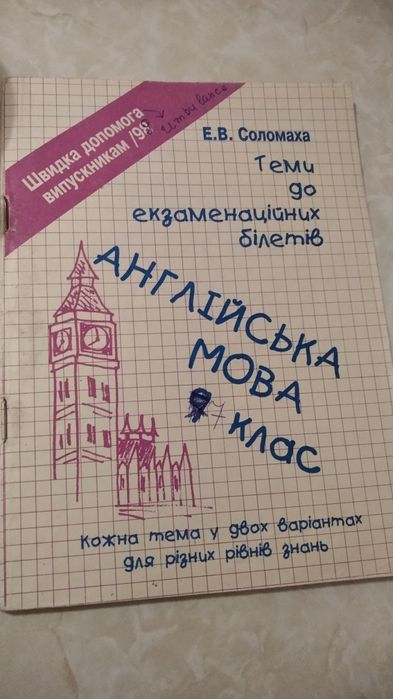 Швидка допомога
випускникам /98
Е.В. Соломаха
Теми
до
екзаменаційних
білетів
АНГЛІЙСЬКА
МОВА
7 клас
кожна тема у двох варіантах
для різних рівнів знань